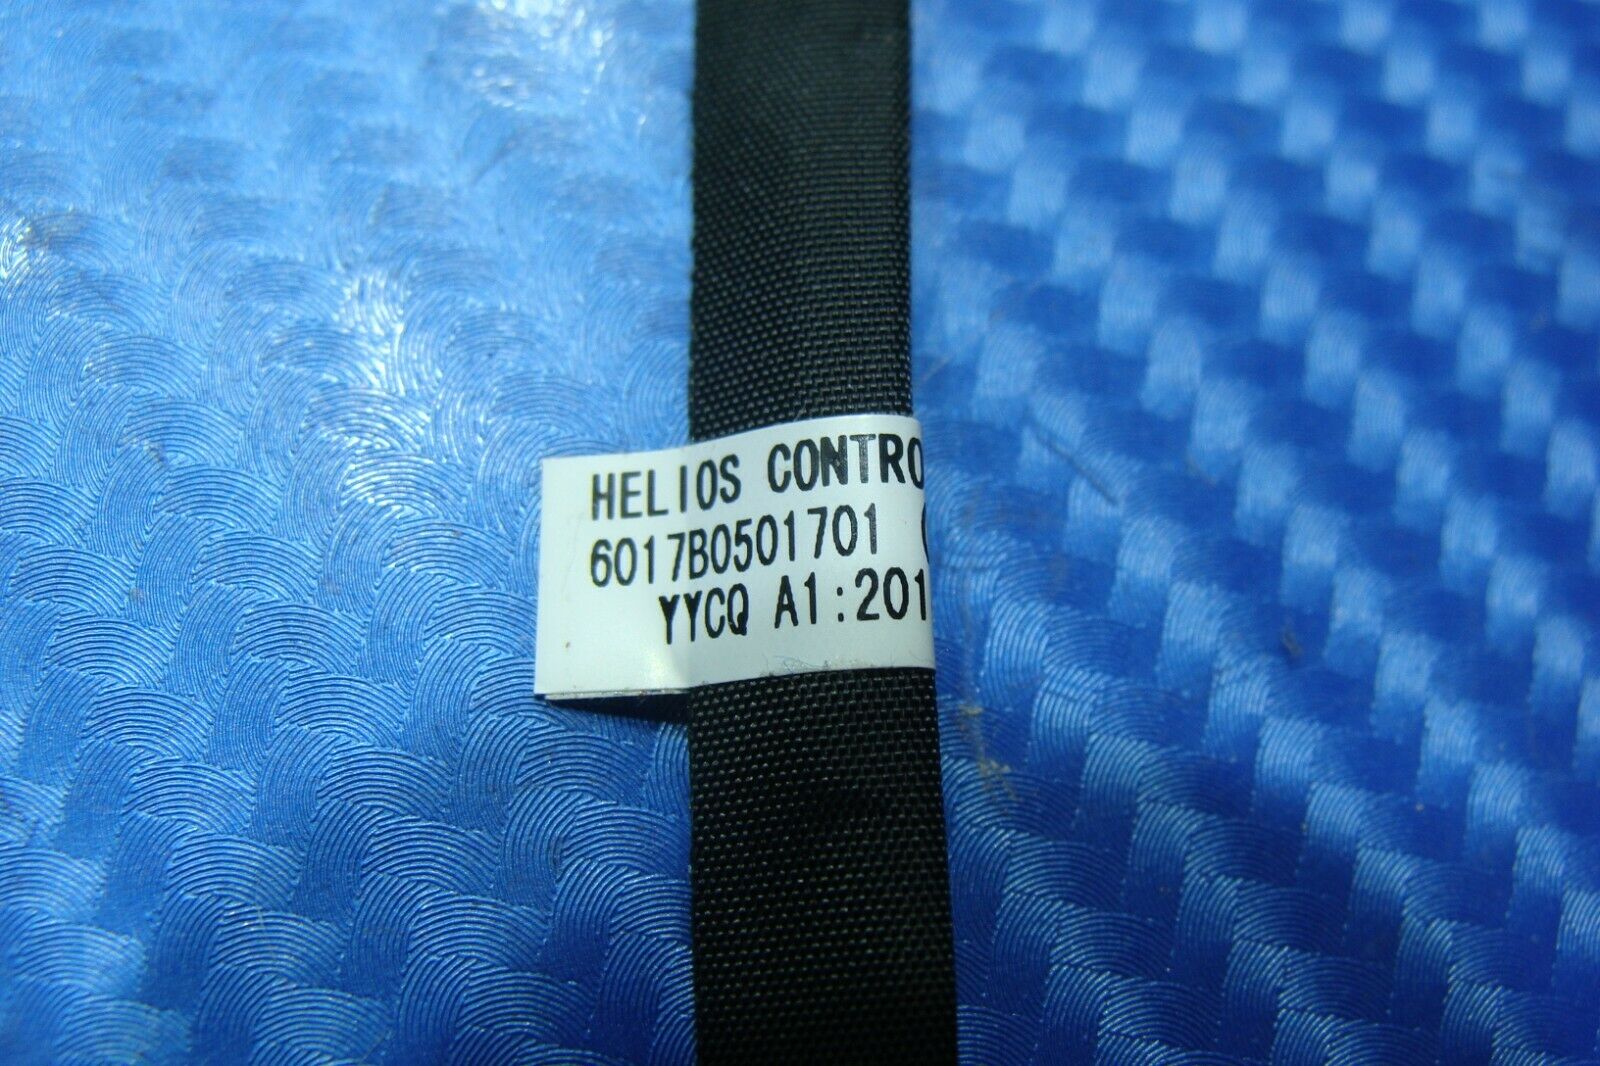 HELIOS CONTRO
6017B0501701 (
YYCQ A1:201